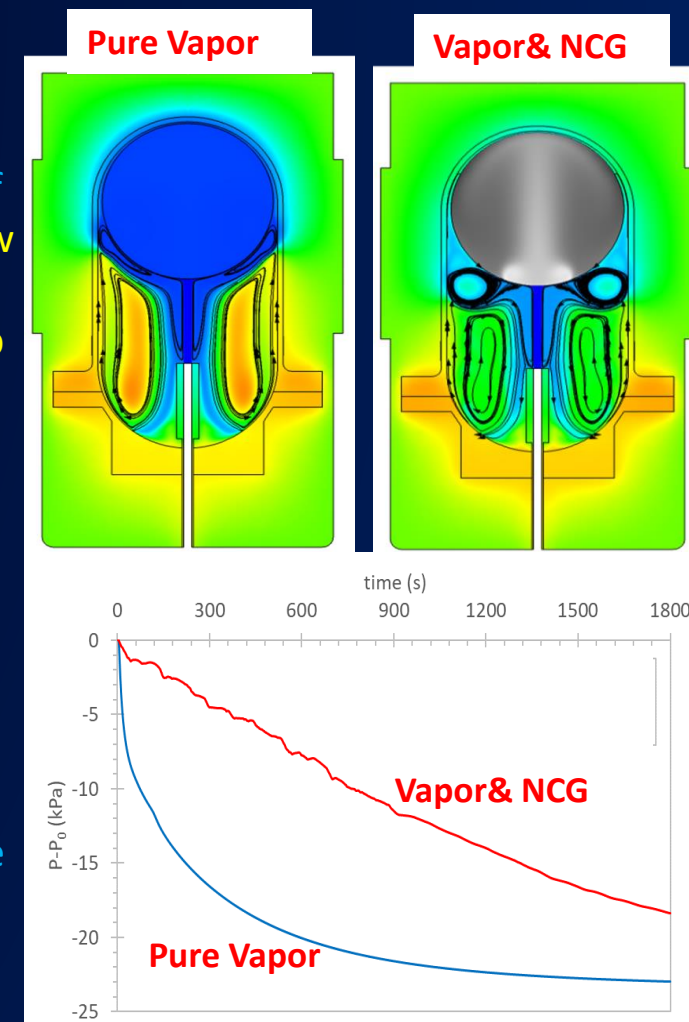 Pure Vapor
Vapor& NCG
time (s)
0 300 600 900 1200 1500 1800
0
-5
-10
-15
-20
-25
P-P₀ (kPa)
Vapor& NCG
Pure Vapor